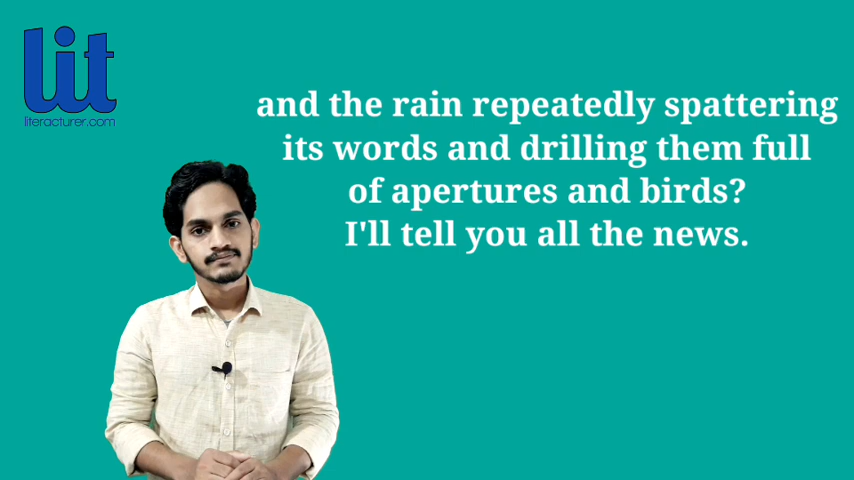 lit
literacturer.com
and the rain repeatedly spattering
its words and drilling them full
of apertures and birds?
I'll tell you all the news.